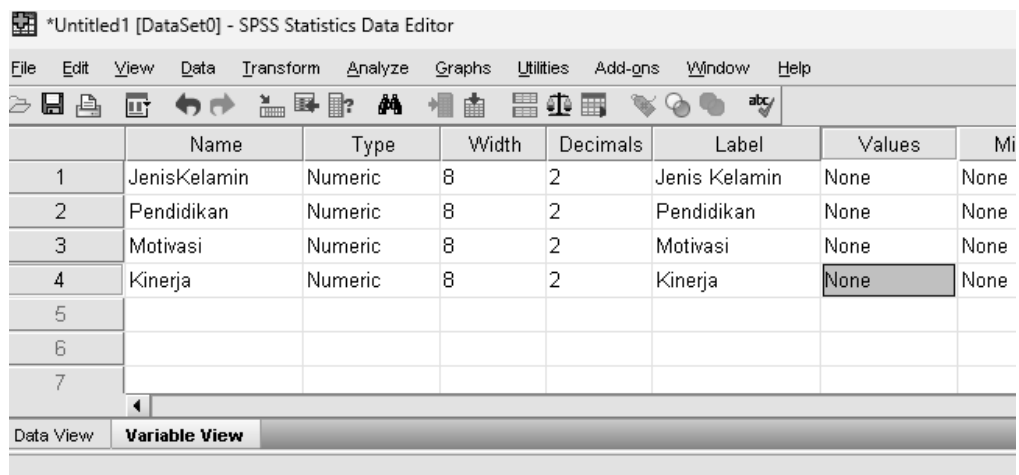 *Untitled1 [DataSet0] - SPSS Statistics Data Editor
File Edit View Data Transform Analyze Graphs Utilities Add-ons Window Help
Name Type Width Decimals Label Values Mi
1 JenisKelamin Numeric 8 2 Jenis Kelamin None None
2 Pendidikan Numeric 8 2 Pendidikan None None
3 Motivasi Numeric 8 2 Motivasi None None
4 Kinerja Numeric 8 2 Kinerja None None
5
6
7
Data View Variable View